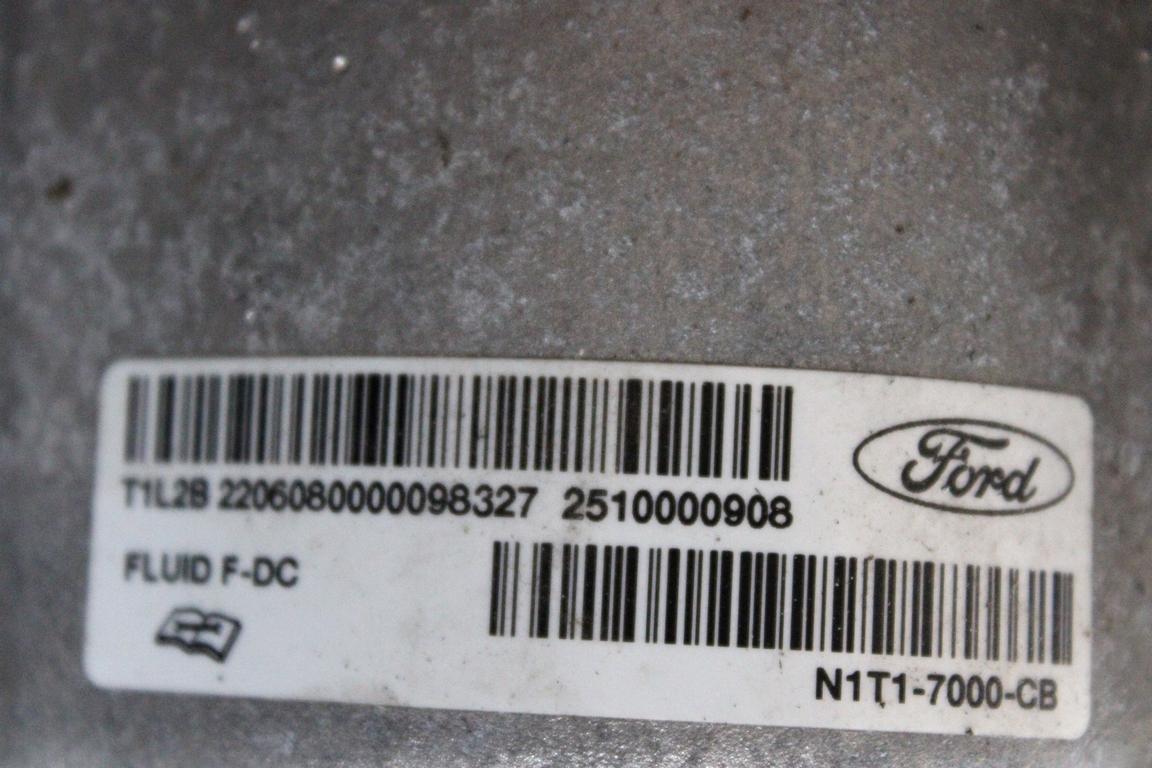 T1L2B 2206080000098327 2510000908
Ford
FLUID F-DC
N1T1-7000-CB